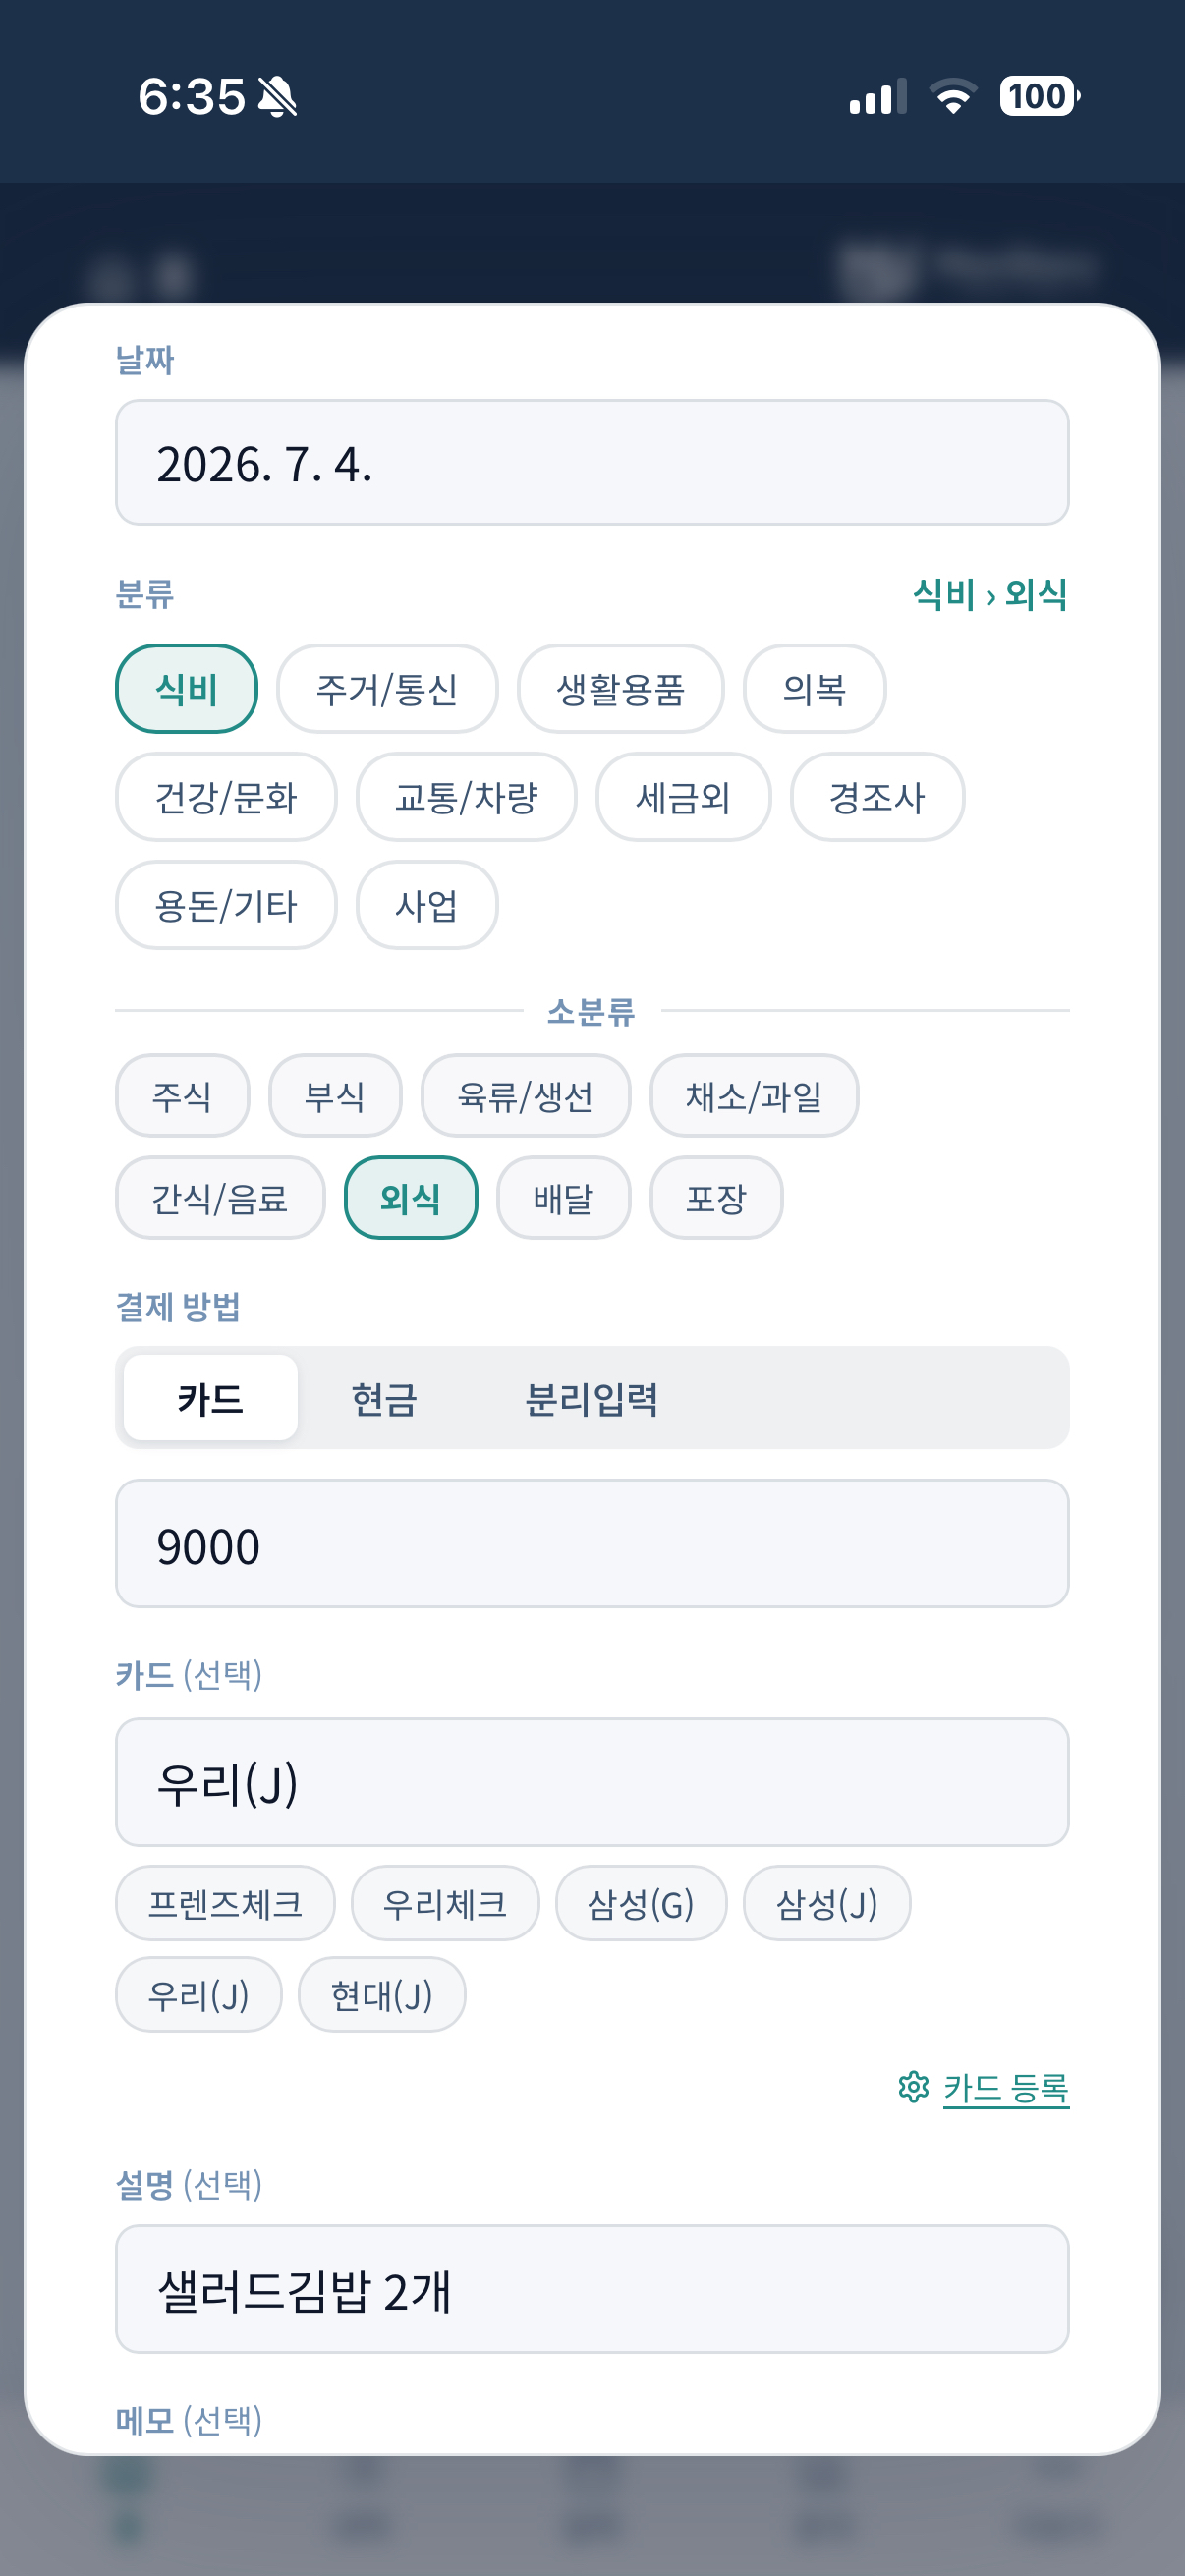 6:35
100
날짜
2026. 7. 4.
분류
식비 › 외식
식비 주거/통신 생활용품 의복
건강/문화 교통/차량 세금외 경조사
용돈/기타 사업
소분류
주식 부식 육류/생선 채소/과일
간식/음료 외식 배달 포장
결제 방법
카드 현금 분리입력
9000
카드 (선택)
우리(J)
프렌즈체크 우리체크 삼성(G) 삼성(J)
우리(J) 현대(J)
카드 등록
설명 (선택)
샐러드김밥 2개
메모 (선택)